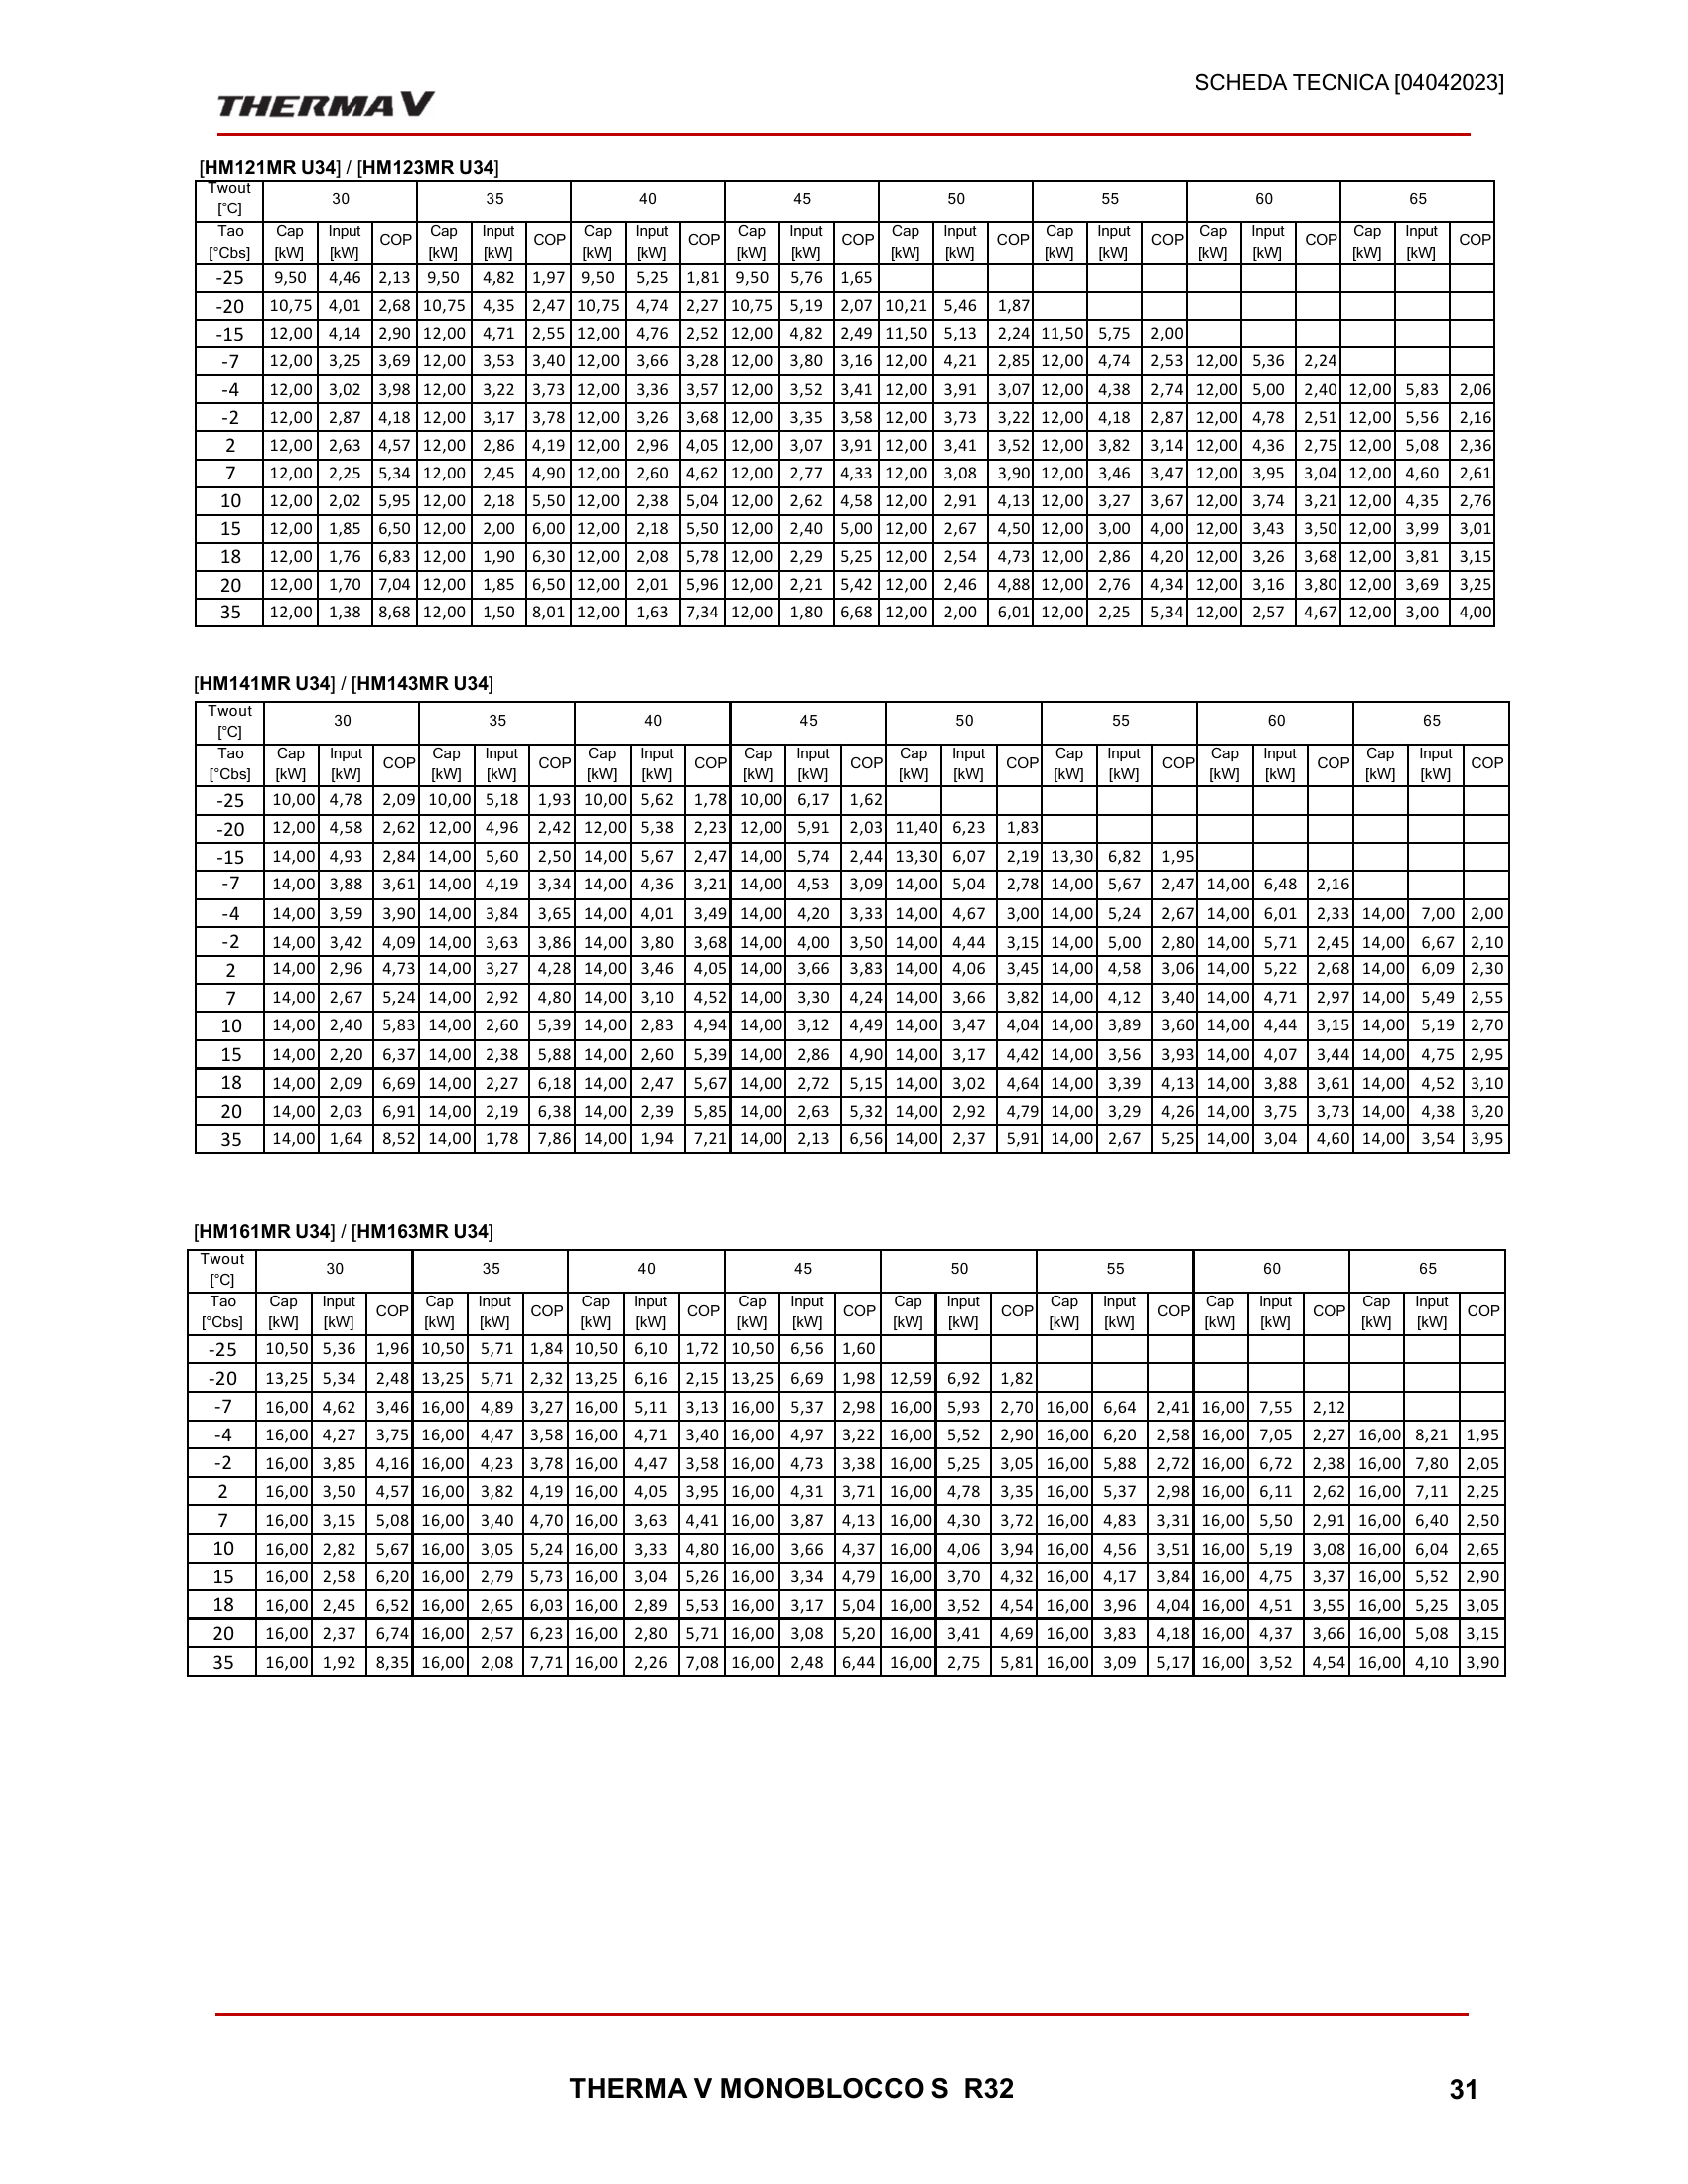 SCHEDA TECNICA [04042023]
THERMA V
[HM121MR U34] / [HM123MR U34]
Twout [°C] 30 35 40 45 50 55 60 65
Tao [°Cbs] Cap [kW] Input [kW] COP Cap [kW] Input [kW] COP Cap [kW] Input [kW] COP Cap [kW] Input [kW] COP Cap [kW] Input [kW] COP Cap [kW] Input [kW] COP Cap [kW] Input [kW] COP Cap [kW] Input [kW] COP
-25 9,50 4,46 2,13 9,50 4,82 1,97 9,50 5,25 1,81 9,50 5,76 1,65
-20 10,75 4,01 2,68 10,75 4,35 2,47 10,75 4,74 2,27 10,75 5,19 2,07 10,21 5,46 1,87
-15 12,00 4,14 2,90 12,00 4,71 2,55 12,00 4,76 2,52 12,00 4,82 2,49 11,50 5,13 2,24 11,50 5,75 2,00
-7 12,00 3,25 3,69 12,00 3,53 3,40 12,00 3,66 3,28 12,00 3,80 3,16 12,00 4,21 2,85 12,00 4,74 2,53 12,00 5,36 2,24
-4 12,00 3,02 3,98 12,00 3,22 3,73 12,00 3,36 3,57 12,00 3,52 3,41 12,00 3,91 3,07 12,00 4,38 2,74 12,00 5,00 2,40 12,00 5,83 2,06
-2 12,00 2,87 4,18 12,00 3,17 3,78 12,00 3,26 3,68 12,00 3,35 3,58 12,00 3,73 3,22 12,00 4,18 2,87 12,00 4,78 2,51 12,00 5,56 2,16
2 12,00 2,63 4,57 12,00 2,86 4,19 12,00 2,96 4,05 12,00 3,07 3,91 12,00 3,41 3,52 12,00 3,82 3,14 12,00 4,36 2,75 12,00 5,08 2,36
7 12,00 2,25 5,34 12,00 2,45 4,90 12,00 2,60 4,62 12,00 2,77 4,33 12,00 3,08 3,90 12,00 3,46 3,47 12,00 3,95 3,04 12,00 4,60 2,61
10 12,00 2,02 5,95 12,00 2,18 5,50 12,00 2,38 5,04 12,00 2,62 4,58 12,00 2,91 4,13 12,00 3,27 3,67 12,00 3,74 3,21 12,00 4,35 2,76
15 12,00 1,85 6,50 12,00 2,00 6,00 12,00 2,18 5,50 12,00 2,40 5,00 12,00 2,67 4,50 12,00 3,00 4,00 12,00 3,43 3,50 12,00 3,99 3,01
18 12,00 1,76 6,83 12,00 1,90 6,30 12,00 2,08 5,78 12,00 2,29 5,25 12,00 2,54 4,73 12,00 2,86 4,20 12,00 3,26 3,68 12,00 3,81 3,15
20 12,00 1,70 7,04 12,00 1,85 6,50 12,00 2,01 5,96 12,00 2,21 5,42 12,00 2,46 4,88 12,00 2,76 4,34 12,00 3,16 3,80 12,00 3,69 3,25
35 12,00 1,38 8,68 12,00 1,50 8,01 12,00 1,63 7,34 12,00 1,80 6,68 12,00 2,00 6,01 12,00 2,25 5,34 12,00 2,57 4,67 12,00 3,00 4,00
[HM141MR U34] / [HM143MR U34]
Twout [°C] 30 35 40 45 50 55 60 65
Tao [°Cbs] Cap [kW] Input [kW] COP Cap [kW] Input [kW] COP Cap [kW] Input [kW] COP Cap [kW] Input [kW] COP Cap [kW] Input [kW] COP Cap [kW] Input [kW] COP Cap [kW] Input [kW] COP Cap [kW] Input [kW] COP
-25 10,00 4,78 2,09 10,00 5,18 1,93 10,00 5,62 1,78 10,00 6,17 1,62
-20 12,00 4,58 2,62 12,00 4,96 2,42 12,00 5,38 2,23 12,00 5,91 2,03 11,40 6,23 1,83
-15 14,00 4,93 2,84 14,00 5,60 2,50 14,00 5,67 2,47 14,00 5,74 2,44 13,30 6,07 2,19 13,30 6,82 1,95
-7 14,00 3,88 3,61 14,00 4,19 3,34 14,00 4,36 3,21 14,00 4,53 3,09 14,00 5,04 2,78 14,00 5,67 2,47 14,00 6,48 2,16
-4 14,00 3,59 3,90 14,00 3,84 3,65 14,00 4,01 3,49 14,00 4,20 3,33 14,00 4,67 3,00 14,00 5,24 2,67 14,00 6,01 2,33 14,00 7,00 2,00
-2 14,00 3,42 4,09 14,00 3,63 3,86 14,00 3,80 3,68 14,00 4,00 3,50 14,00 4,44 3,15 14,00 5,00 2,80 14,00 5,71 2,45 14,00 6,67 2,10
2 14,00 2,96 4,73 14,00 3,27 4,28 14,00 3,46 4,05 14,00 3,66 3,83 14,00 4,06 3,45 14,00 4,58 3,06 14,00 5,22 2,68 14,00 6,09 2,30
7 14,00 2,67 5,24 14,00 2,92 4,80 14,00 3,10 4,52 14,00 3,30 4,24 14,00 3,66 3,82 14,00 4,12 3,40 14,00 4,71 2,97 14,00 5,49 2,55
10 14,00 2,40 5,83 14,00 2,60 5,39 14,00 2,83 4,94 14,00 3,12 4,49 14,00 3,47 4,04 14,00 3,89 3,60 14,00 4,44 3,15 14,00 5,19 2,70
15 14,00 2,20 6,37 14,00 2,38 5,88 14,00 2,60 5,39 14,00 2,86 4,90 14,00 3,17 4,42 14,00 3,56 3,93 14,00 4,07 3,44 14,00 4,75 2,95
18 14,00 2,09 6,69 14,00 2,27 6,18 14,00 2,47 5,67 14,00 2,72 5,15 14,00 3,02 4,64 14,00 3,39 4,13 14,00 3,88 3,61 14,00 4,52 3,10
20 14,00 2,03 6,91 14,00 2,19 6,38 14,00 2,39 5,85 14,00 2,63 5,32 14,00 2,92 4,79 14,00 3,29 4,26 14,00 3,75 3,73 14,00 4,38 3,20
35 14,00 1,64 8,52 14,00 1,78 7,86 14,00 1,94 7,21 14,00 2,13 6,56 14,00 2,37 5,91 14,00 2,67 5,25 14,00 3,04 4,60 14,00 3,54 3,95
[HM161MR U34] / [HM163MR U34]
Twout [°C] 30 35 40 45 50 55 60 65
Tao [°Cbs] Cap [kW] Input [kW] COP Cap [kW] Input [kW] COP Cap [kW] Input [kW] COP Cap [kW] Input [kW] COP Cap [kW] Input [kW] COP Cap [kW] Input [kW] COP Cap [kW] Input [kW] COP Cap [kW] Input [kW] COP
-25 10,50 5,36 1,96 10,50 5,71 1,84 10,50 6,10 1,72 10,50 6,56 1,60
-20 13,25 5,34 2,48 13,25 5,71 2,32 13,25 6,16 2,15 13,25 6,69 1,98 12,59 6,92 1,82
-7 16,00 4,62 3,46 16,00 4,89 3,27 16,00 5,11 3,13 16,00 5,37 2,98 16,00 5,93 2,70 16,00 6,64 2,41 16,00 7,55 2,12
-4 16,00 4,27 3,75 16,00 4,47 3,58 16,00 4,71 3,40 16,00 4,97 3,22 16,00 5,52 2,90 16,00 6,20 2,58 16,00 7,05 2,27 16,00 8,21 1,95
-2 16,00 3,85 4,16 16,00 4,23 3,78 16,00 4,47 3,58 16,00 4,73 3,38 16,00 5,25 3,05 16,00 5,88 2,72 16,00 6,72 2,38 16,00 7,80 2,05
2 16,00 3,50 4,57 16,00 3,82 4,19 16,00 4,05 3,95 16,00 4,31 3,71 16,00 4,78 3,35 16,00 5,37 2,98 16,00 6,11 2,62 16,00 7,11 2,25
7 16,00 3,15 5,08 16,00 3,40 4,70 16,00 3,63 4,41 16,00 3,87 4,13 16,00 4,30 3,72 16,00 4,83 3,31 16,00 5,50 2,91 16,00 6,40 2,50
10 16,00 2,82 5,67 16,00 3,05 5,24 16,00 3,33 4,80 16,00 3,66 4,37 16,00 4,06 3,94 16,00 4,56 3,51 16,00 5,19 3,08 16,00 6,04 2,65
15 16,00 2,58 6,20 16,00 2,79 5,73 16,00 3,04 5,26 16,00 3,34 4,79 16,00 3,70 4,32 16,00 4,17 3,84 16,00 4,75 3,37 16,00 5,52 2,90
18 16,00 2,45 6,52 16,00 2,65 6,03 16,00 2,89 5,53 16,00 3,17 5,04 16,00 3,52 4,54 16,00 3,96 4,04 16,00 4,51 3,55 16,00 5,25 3,05
20 16,00 2,37 6,74 16,00 2,57 6,23 16,00 2,80 5,71 16,00 3,08 5,20 16,00 3,41 4,69 16,00 3,83 4,18 16,00 4,37 3,66 16,00 5,08 3,15
35 16,00 1,92 8,35 16,00 2,08 7,71 16,00 2,26 7,08 16,00 2,48 6,44 16,00 2,75 5,81 16,00 3,09 5,17 16,00 3,52 4,54 16,00 4,10 3,90
THERMA V MONOBLOCCO S R32
31